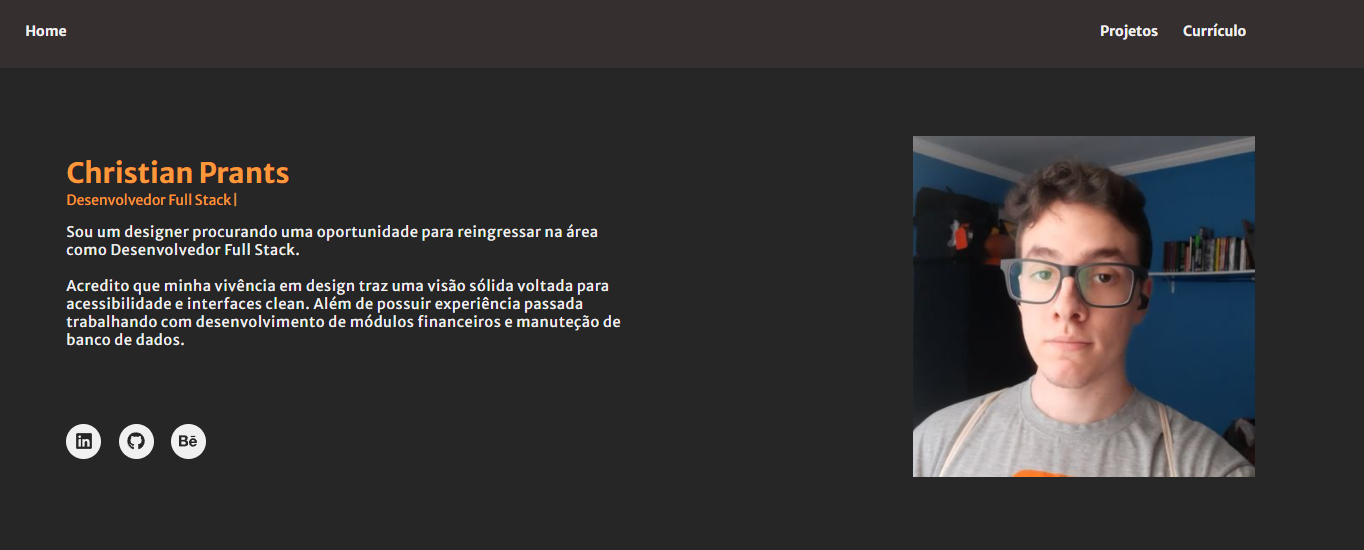 Home
Projetos
Currículo
Christian Prants
Desenvolvedor Full Stack|
Sou um designer procurando uma oportunidade para reingressar na área
como Desenvolvedor Full Stack.
Acredito que minha vivência em design traz uma visão sólida voltada para
acessibilidade e interfaces clean. Além de possuir experiência passada
trabalhando com desenvolvimento de módulos financeiros e manuteção de
banco de dados.
in
Bē